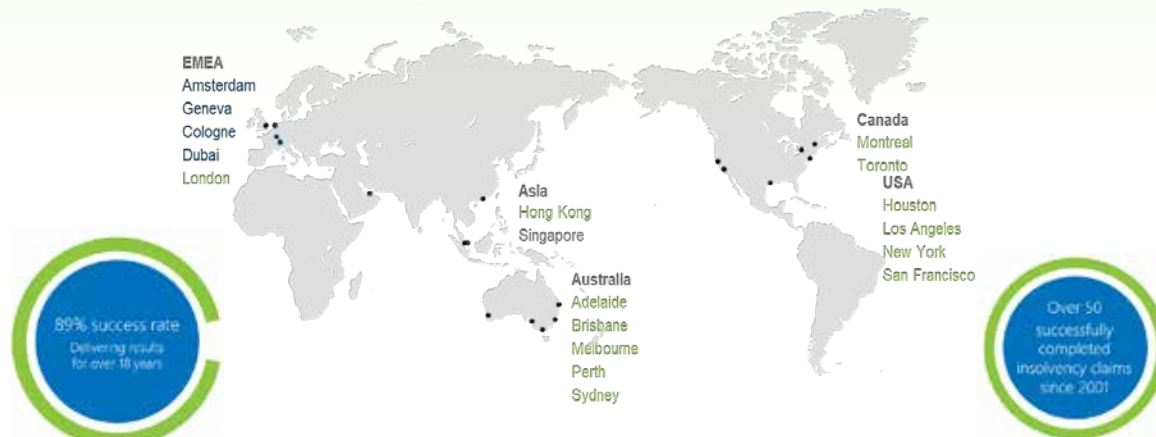 EMEA
Amsterdam
Geneva
Cologne
Dubai
London
Asia
Hong Kong
Singapore
Australia
Adelaide
Brisbane
Melbourne
Perth
Sydney
Canada
Montreal
Toronto
USA
Houston
Los Angeles
New York
San Francisco
89% success rate
Delivering results
for over 18 years
Over 50
successfully
completed
insolvency claims
since 2001